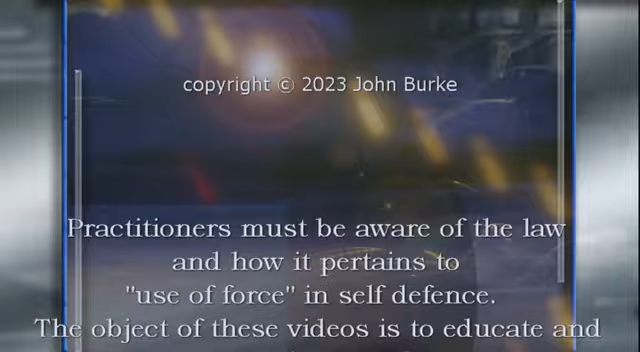 copyright © 2023 John Burke
Practitioners must be aware of the law
and how it pertains to
"use of force" in self defence.
The object of these videos is to educate and